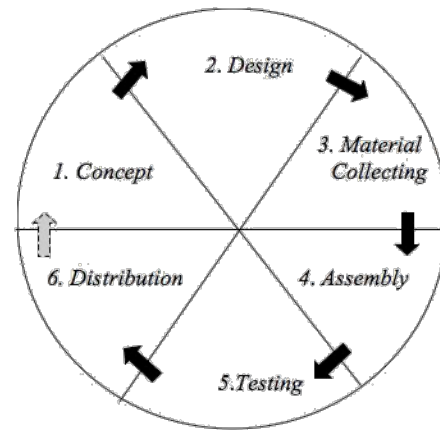 1. Concept
2. Design
3. Material
Collecting
4. Assembly
5.Testing
6. Distribution